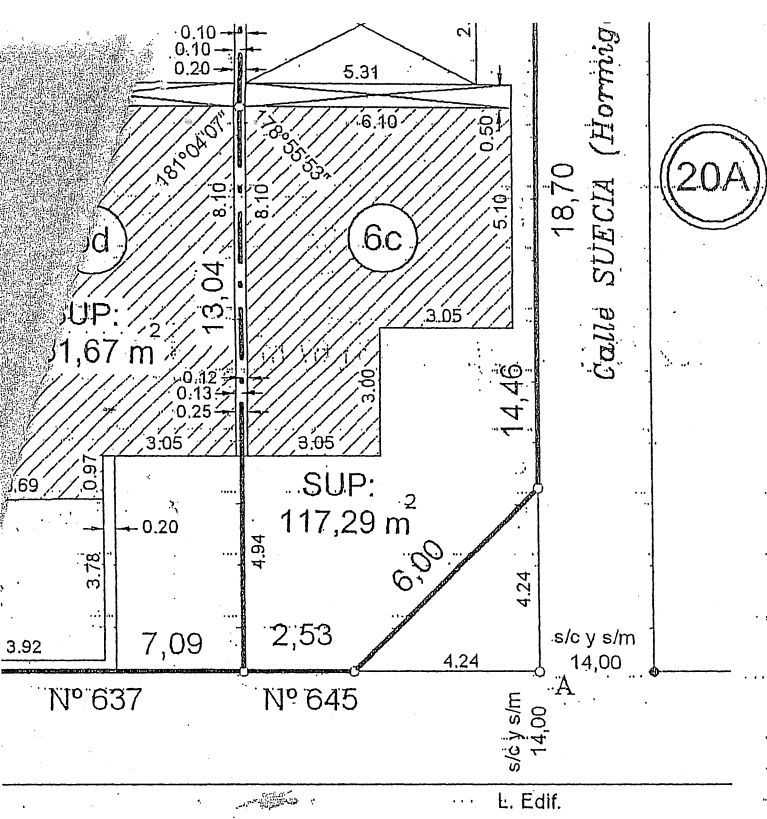 0.10
0.10
0.20
5.31
2.
6.10
0.50
181°04'07"
178°55'53"
8.10
8.10
5.10
18,70
Calle SUECIA (Hormig
20A
6c
d
13,04
3.05
SUP:
1,67 m²
0.12
0.13
0.25
3.00
14,46
3.05
3.05
.69
0.97
SUP:
117,29 m²
0.20
3.78
4.94
6,00
4.24
3.92
7,09
2,53
4.24
s/c y s/m
14,00
Nº 637
Nº 645
A
s/c y s/m
14,00
L. Edif.